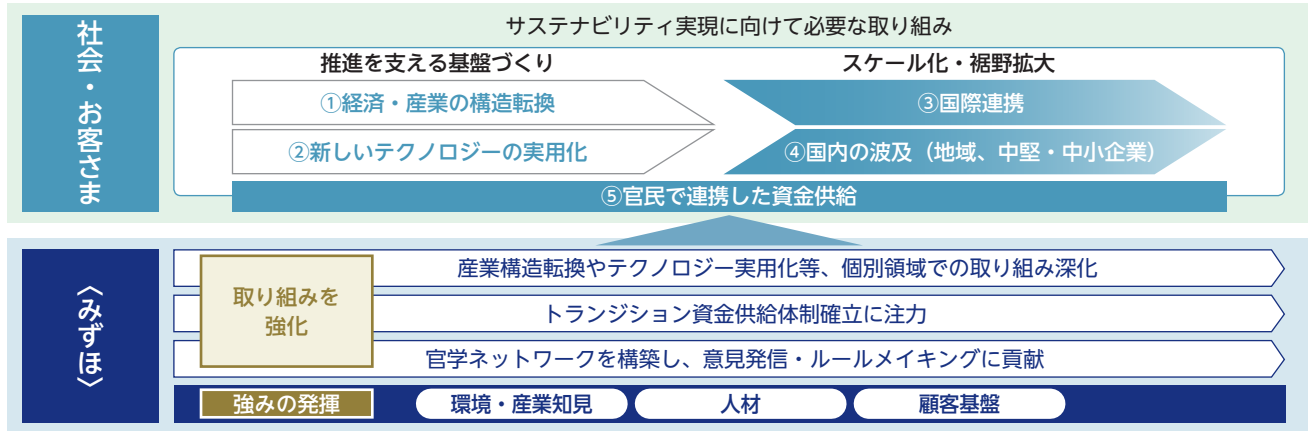 社会・お客さま
サステナビリティ実現に向けて必要な取り組み
推進を支える基盤づくり
スケール化・裾野拡大
①経済・産業の構造転換
③国際連携
②新しいテクノロジーの実用化
④国内の波及（地域、中堅・中小企業）
⑤官民で連携した資金供給
〈みずほ〉
取り組みを
強化
産業構造転換やテクノロジー実用化等、個別領域での取り組み深化
トランジション資金供給体制確立に注力
官学ネットワークを構築し、意見発信・ルールメイキングに貢献
強みの発揮
環境・産業知見
人材
顧客基盤